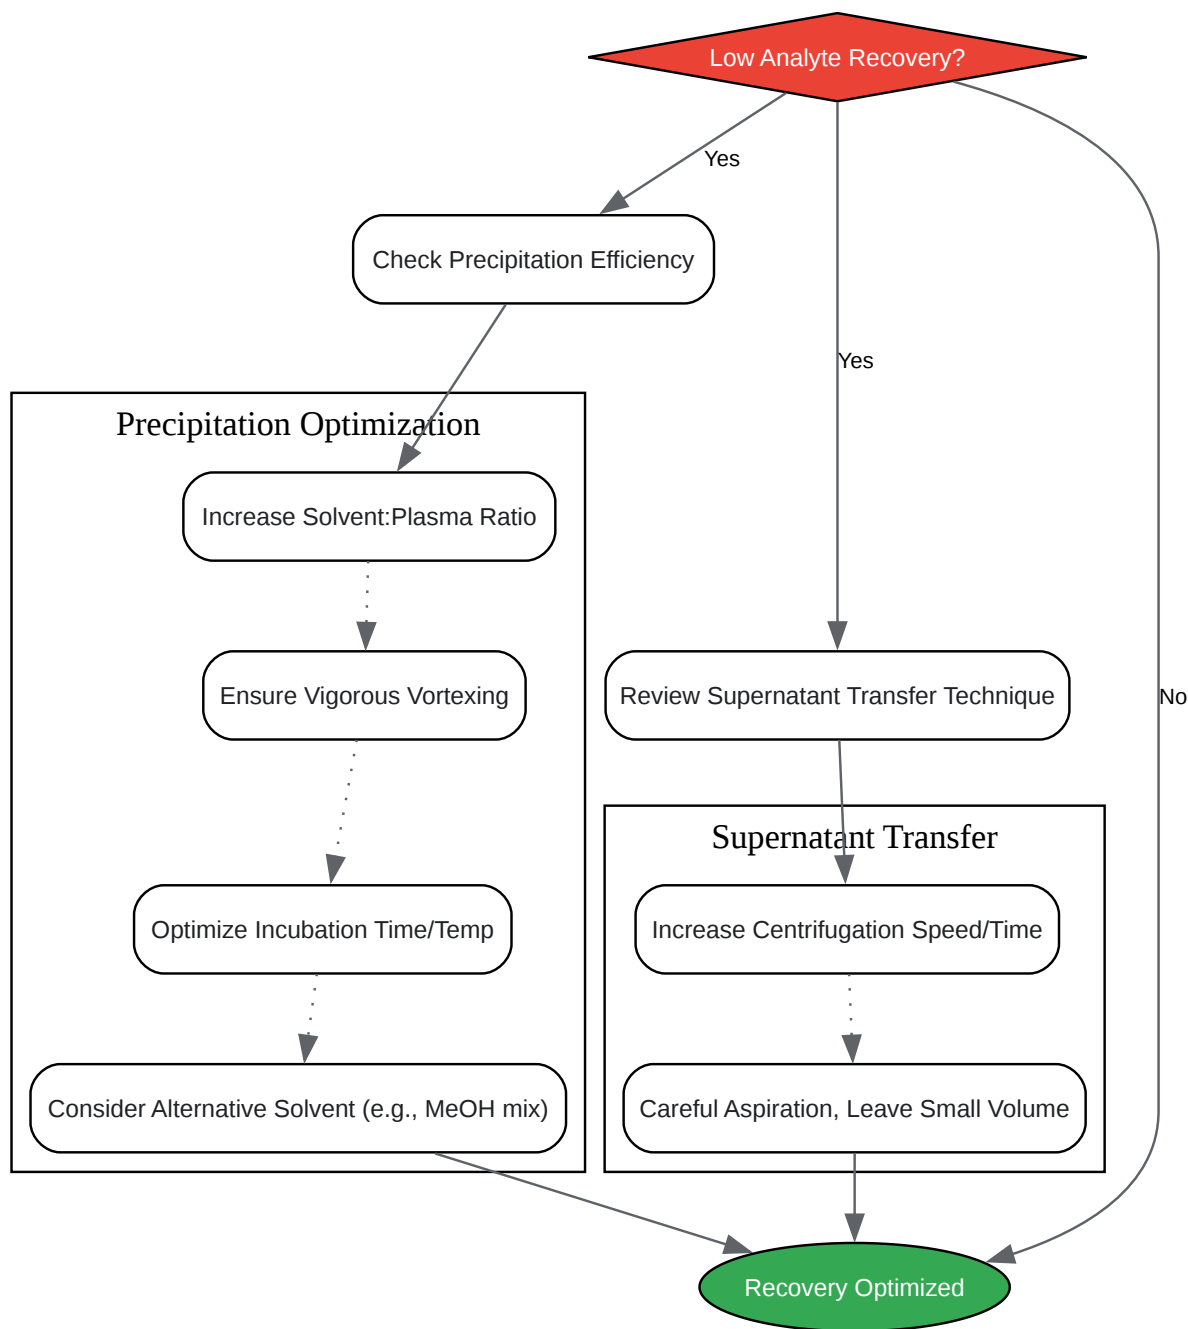 Low Analyte Recovery?
Yes
Check Precipitation Efficiency
Yes
Precipitation Optimization
Increase Solvent:Plasma Ratio
Ensure Vigorous Vortexing
Review Supernatant Transfer Technique
No
Supernatant Transfer
Optimize Incubation Time/Temp
Increase Centrifugation Speed/Time
Consider Alternative Solvent (e.g., MeOH mix)
Careful Aspiration, Leave Small Volume
Recovery Optimized